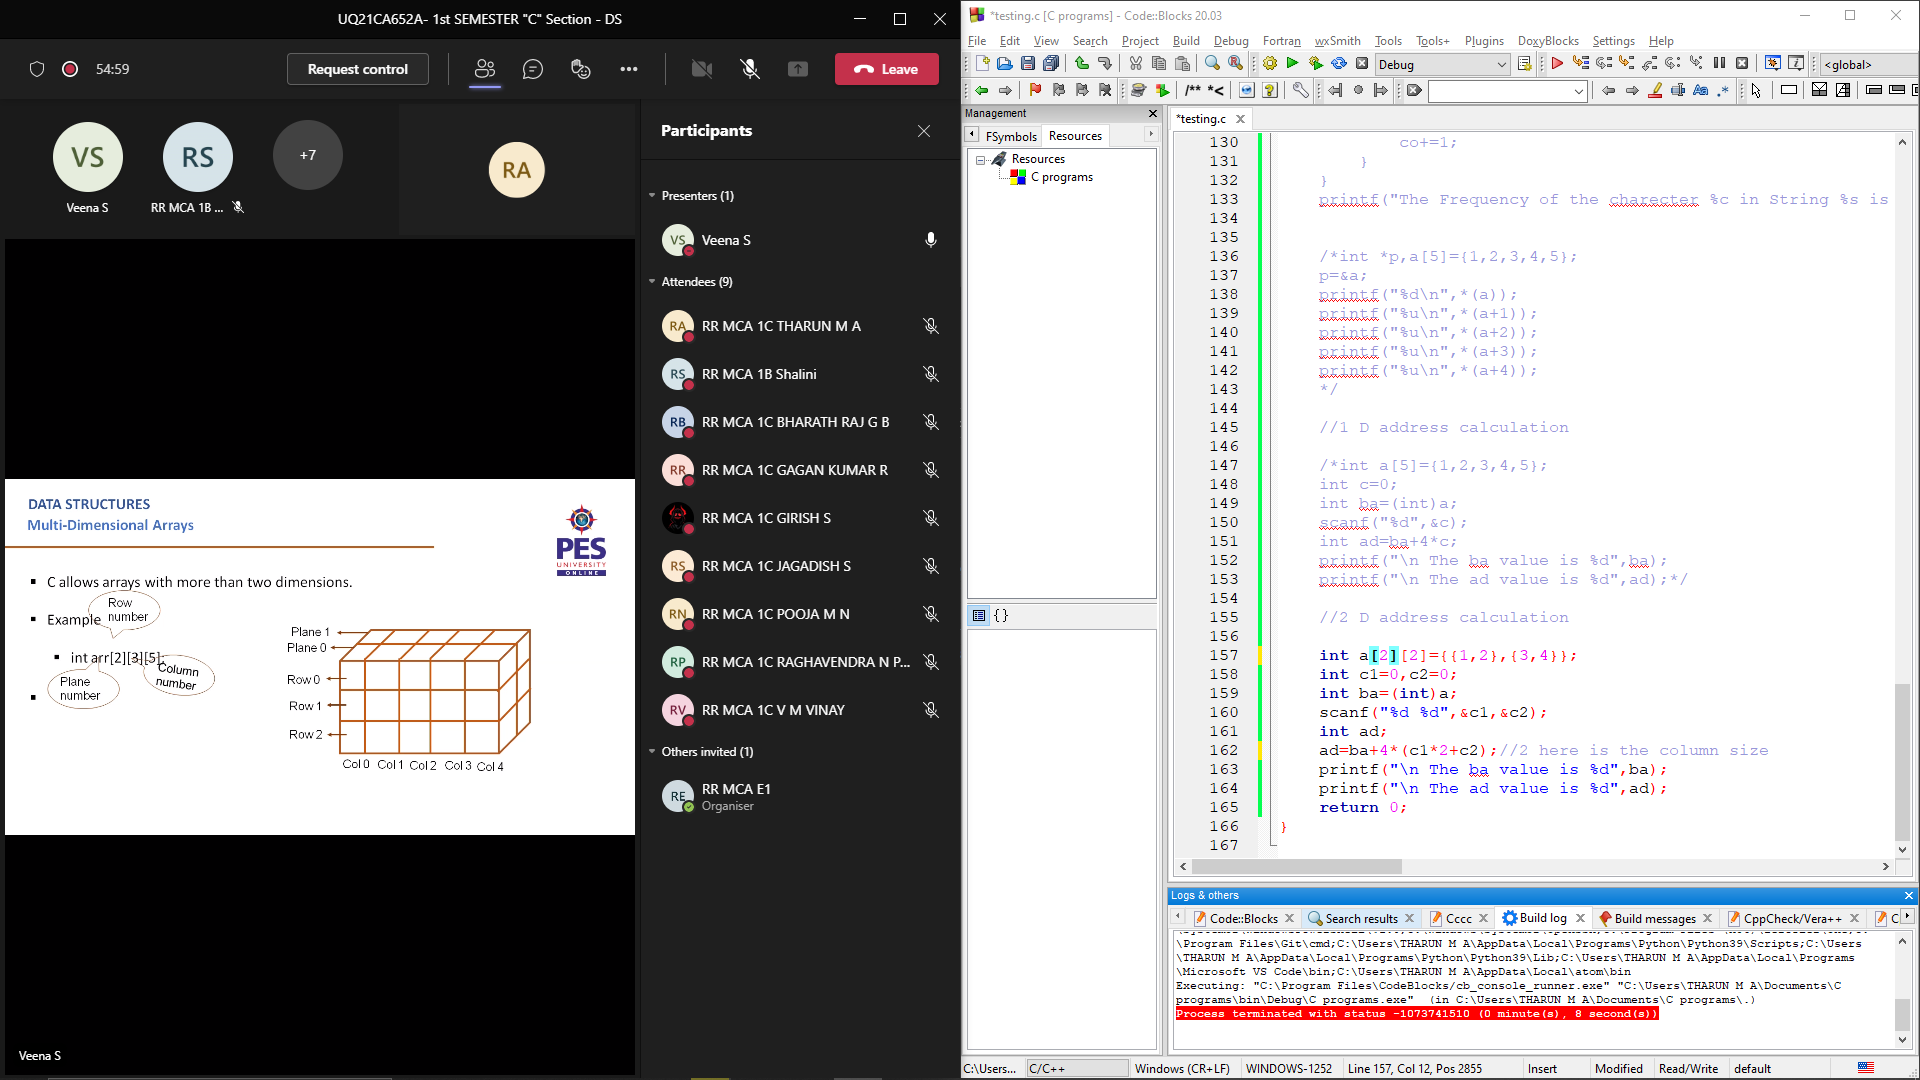 UQ21CA652A- 1st SEMESTER "C" Section - DS
54:59
Request control
Leave
VS
Veena S
RS
RR MCA 1B ...
+7
RA
Participants
Presenters (1)
VS Veena S
Attendees (9)
RA RR MCA 1C THARUN M A
RS RR MCA 1B Shalini
RB RR MCA 1C BHARATH RAJ G B
RR RR MCA 1C GAGAN KUMAR R
RR MCA 1C GIRISH S
RS RR MCA 1C JAGADISH S
RN RR MCA 1C POOJA M N
RP RR MCA 1C RAGHAVENDRA N P...
RV RR MCA 1C V M VINAY
Others invited (1)
RE RR MCA E1
Organiser
DATA STRUCTURES
Multi-Dimensional Arrays
PES
UNIVERSITY
ONLINE
▪ C allows arrays with more than two dimensions.
▪ Example
Row number
▪ int arr[2][3][5];
Column number
Plane number
Plane 1
Plane 0
Row 0
Row 1
Row 2
Col 0 Col 1 Col 2 Col 3 Col 4
Veena S
*testing.c [C programs] - Code::Blocks 20.03
File Edit View Search Project Build Debug Fortran wxSmith Tools Tools+ Plugins DoxyBlocks Settings Help
Debug
<global>
/** *<
Aa .*
Management
FSymbols Resources
Resources
C programs
{}
*testing.c
130 co+=1;
131 }
132 }
133 printf("The Frequency of the charecter %c in String %s is
134
135
136 /*int *p,a[5]={1,2,3,4,5};
137 p=&a;
138 printf("%d\n",*(a));
139 printf("%u\n",*(a+1));
140 printf("%u\n",*(a+2));
141 printf("%u\n",*(a+3));
142 printf("%u\n",*(a+4));
143 */
144
145 //1 D address calculation
146
147 /*int a[5]={1,2,3,4,5};
148 int c=0;
149 int ba=(int)a;
150 scanf("%d",&c);
151 int ad=ba+4*c;
152 printf("\n The ba value is %d",ba);
153 printf("\n The ad value is %d",ad);*/
154
155 //2 D address calculation
156
157 int a[2][2]={{1,2},{3,4}};
158 int c1=0,c2=0;
159 int ba=(int)a;
160 scanf("%d %d",&c1,&c2);
161 int ad;
162 ad=ba+4*(c1*2+c2);//2 here is the column size
163 printf("\n The ba value is %d",ba);
164 printf("\n The ad value is %d",ad);
165 return 0;
166 }
167
Logs & others
Code::Blocks Search results Cccc Build log Build messages CppCheck/Vera++ C
\Program Files\Git\cmd;C:\Users\THARUN M A\AppData\Local\Programs\Python\Python39\Scripts;C:\Users
\THARUN M A\AppData\Local\Programs\Python\Python39\Lib;C:\Users\THARUN M A\AppData\Local\Programs
\Microsoft VS Code\bin;C:\Users\THARUN M A\AppData\Local\atom\bin
Executing: "C:\Program Files\CodeBlocks/cb_console_runner.exe" "C:\Users\THARUN M A\Documents\C
programs\bin\Debug\C programs.exe" (in C:\Users\THARUN M A\Documents\C programs\.)
Process terminated with status -1073741510 (0 minute(s), 8 second(s))
C:\Users... C/C++ Windows (CR+LF) WINDOWS-1252 Line 157, Col 12, Pos 2855 Insert Modified Read/Write default